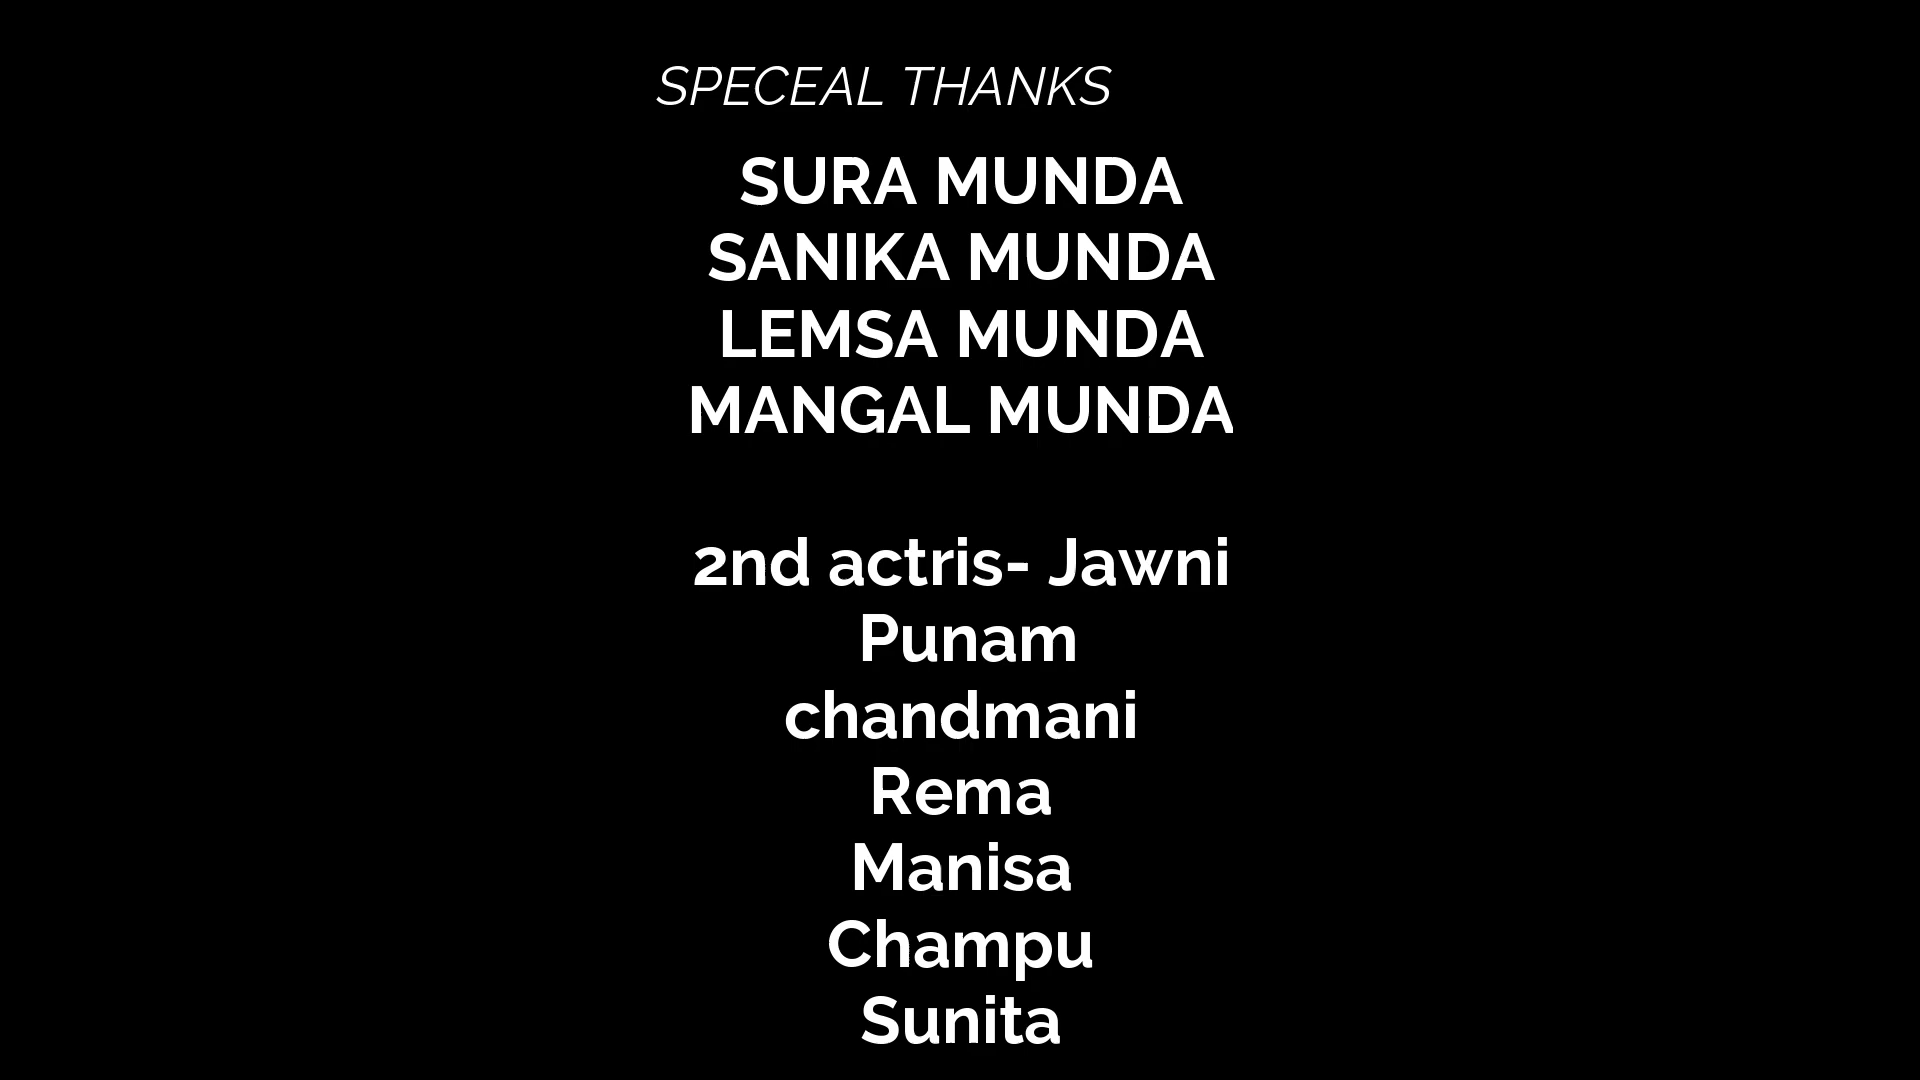 SPECEAL THANKS
SURA MUNDA
SANIKA MUNDA
LEMSA MUNDA
MANGAL MUNDA
2nd actris- Jawni
Punam
chandmani
Rema
Manisa
Champu
Sunita